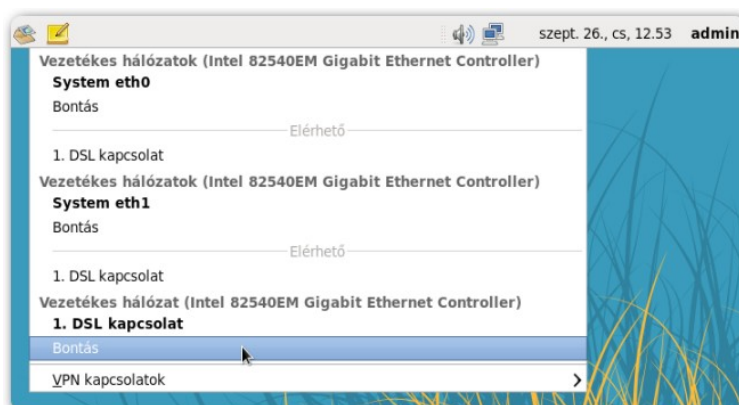 szept. 26., cs, 12.53 admin
Vezetékes hálózatok (Intel 82540EM Gigabit Ethernet Controller)
System eth0
Bontás
Elérhető
1. DSL kapcsolat
Vezetékes hálózatok (Intel 82540EM Gigabit Ethernet Controller)
System eth1
Bontás
Elérhető
1. DSL kapcsolat
Vezetékes hálózat (Intel 82540EM Gigabit Ethernet Controller)
1. DSL kapcsolat
Bontás
VPN kapcsolatok